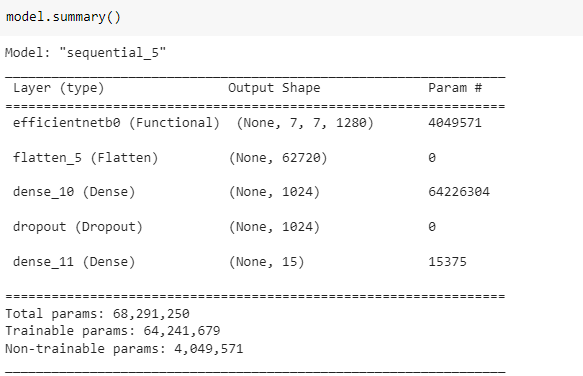 model.summary()
Model: "sequential_5"
_________________________________________________________________
Layer (type) Output Shape Param #
=================================================================
efficientnetb0 (Functional) (None, 7, 7, 1280) 4049571
flatten_5 (Flatten) (None, 62720) 0
dense_10 (Dense) (None, 1024) 64226304
dropout (Dropout) (None, 1024) 0
dense_11 (Dense) (None, 15) 15375
=================================================================
Total params: 68,291,250
Trainable params: 64,241,679
Non-trainable params: 4,049,571
_________________________________________________________________